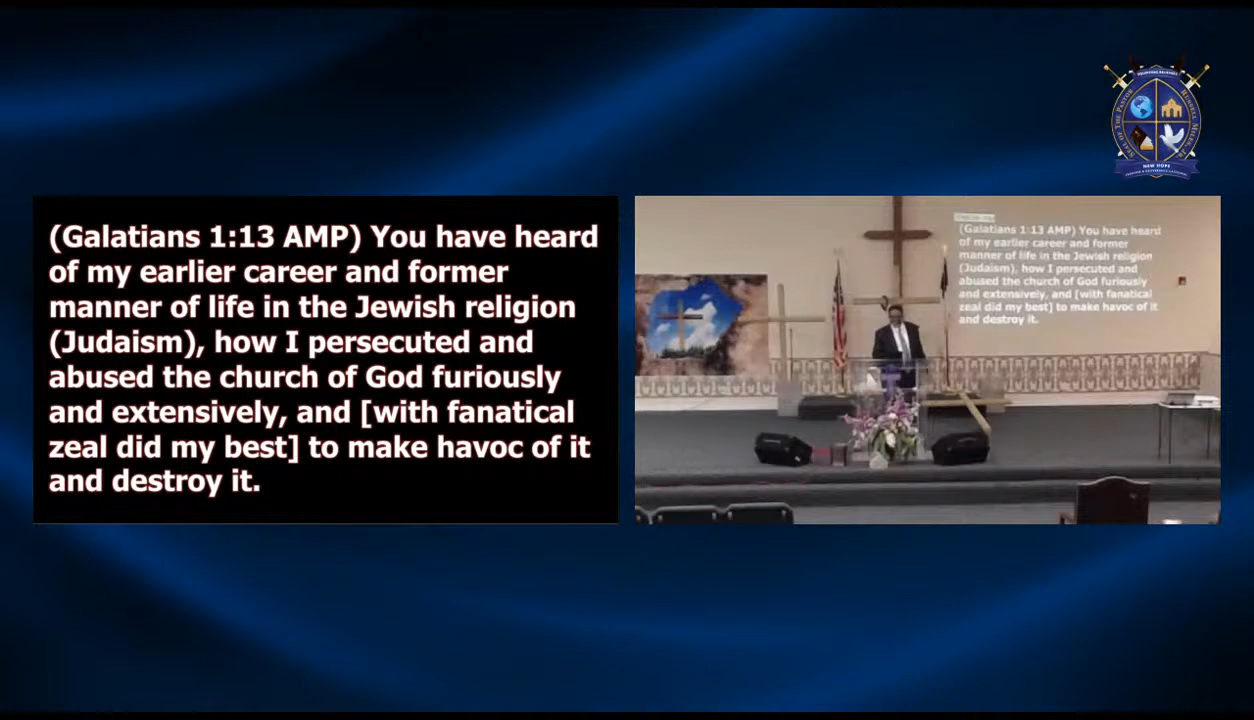 SEAL OF THE PASTOR
NEW HOPE
(Galatians 1:13 AMP) You have heard
of my earlier career and former
manner of life in the Jewish religion
(Judaism), how I persecuted and
abused the church of God furiously
and extensively, and [with fanatical
zeal did my best] to make havoc of it
and destroy it.
(Galatians 1:13 AMP) You have heard
of my earlier career and former
manner of life in the Jewish religion
(Judaism), how I persecuted and
abused the church of God furiously
and extensively, and [with fanatical
zeal did my best] to make havoc of it
and destroy it.